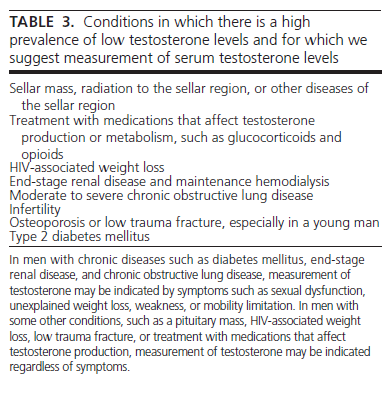 TABLE 3. Conditions in which there is a high
prevalence of low testosterone levels and for which we
suggest measurement of serum testosterone levels
Sellar mass, radiation to the sellar region, or other diseases of
the sellar region
Treatment with medications that affect testosterone
production or metabolism, such as glucocorticoids and
opioids
HIV-associated weight loss
End-stage renal disease and maintenance hemodialysis
Moderate to severe chronic obstructive lung disease
Infertility
Osteoporosis or low trauma fracture, especially in a young man
Type 2 diabetes mellitus
In men with chronic diseases such as diabetes mellitus, end-stage
renal disease, and chronic obstructive lung disease, measurement of
testosterone may be indicated by symptoms such as sexual dysfunction,
unexplained weight loss, weakness, or mobility limitation. In men with
some other conditions, such as a pituitary mass, HIV-associated weight
loss, low trauma fracture, or treatment with medications that affect
testosterone production, measurement of testosterone may be indicated
regardless of symptoms.